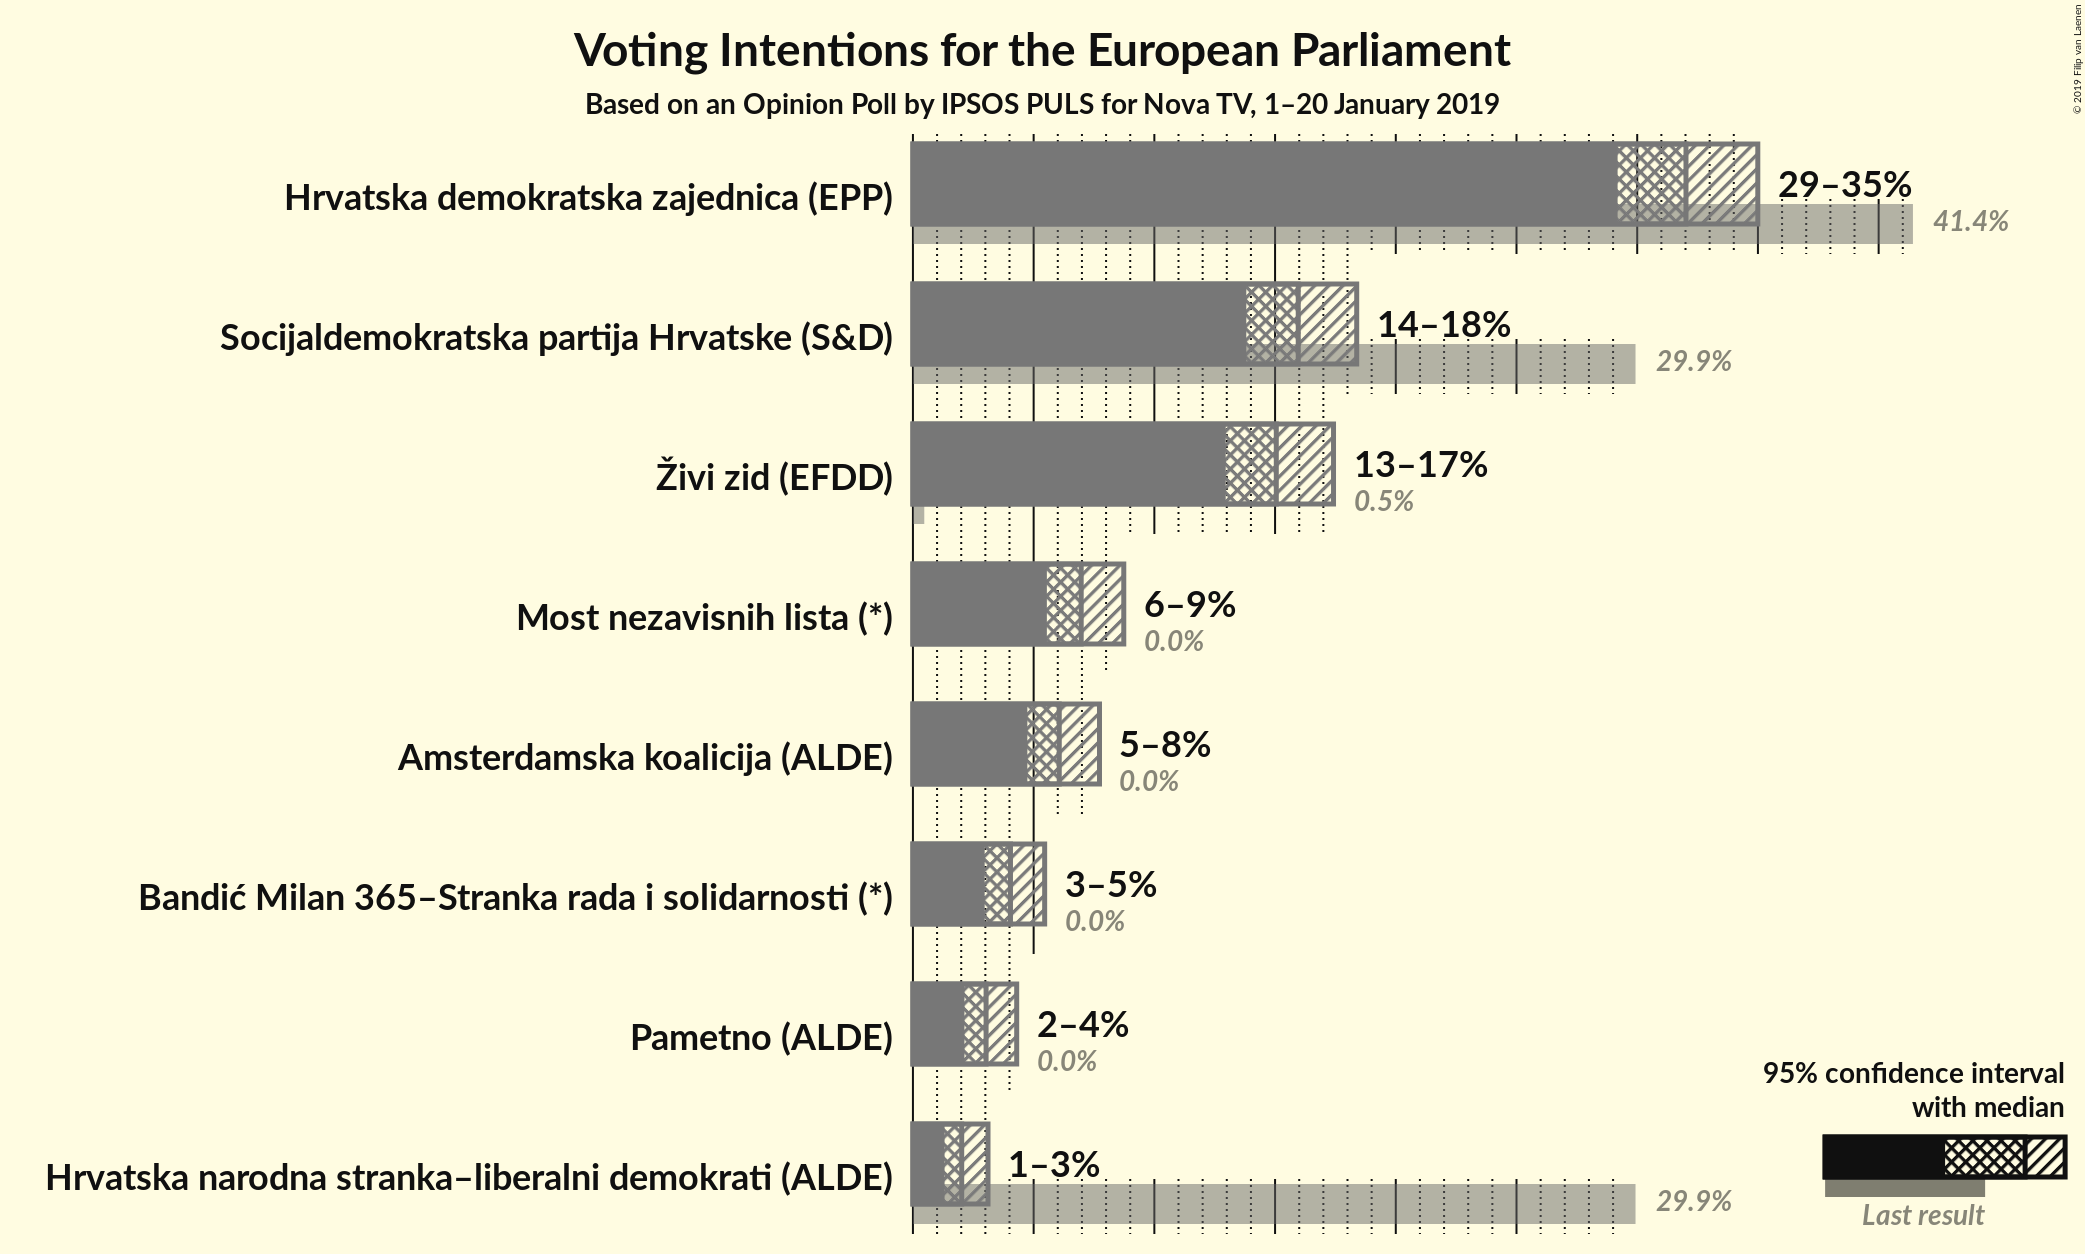 Voting Intentions for the European Parliament
Based on an Opinion Poll by IPSOS PULS for Nova TV, 1–20 January 2019
© 2019 Filip van Laenen
Hrvatska demokratska zajednica (EPP)
29–35%
41.4%
Socijaldemokratska partija Hrvatske (S&D)
14–18%
29.9%
Živi zid (EFDD)
13–17%
0.5%
Most nezavisnih lista (*)
6–9%
0.0%
Amsterdamska koalicija (ALDE)
5–8%
0.0%
Bandić Milan 365–Stranka rada i solidarnosti (*)
3–5%
0.0%
Pametno (ALDE)
2–4%
0.0%
Hrvatska narodna stranka–liberalni demokrati (ALDE)
1–3%
29.9%
95% confidence interval
with median
Last result